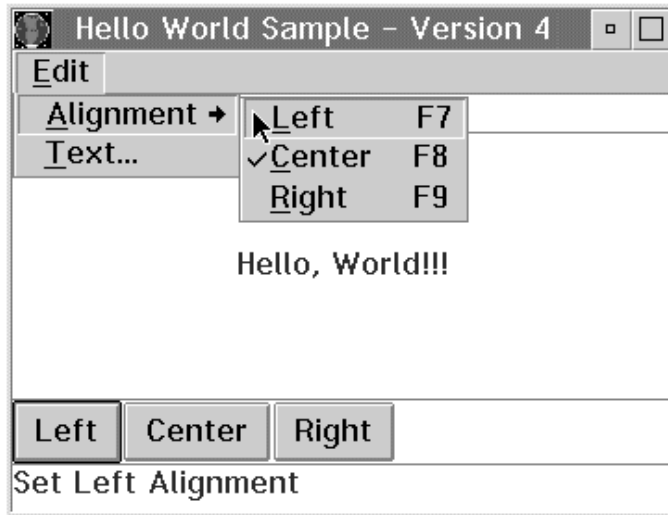 Hello World Sample - Version 4
Edit
Alignment
Text...
Left F7
Center F8
Right F9
Hello, World!!!
Left Center Right
Set Left Alignment